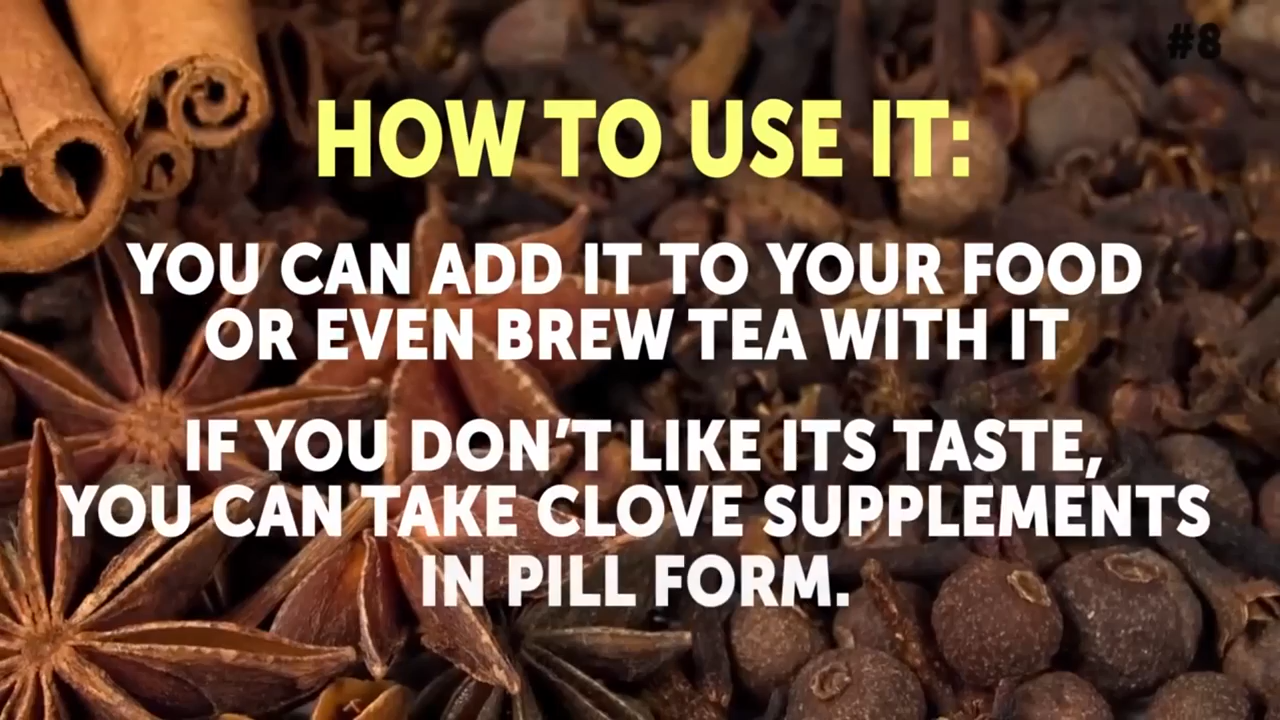 #8
HOW TO USE IT:
YOU CAN ADD IT TO YOUR FOOD
OR EVEN BREW TEA WITH IT
IF YOU DON'T LIKE ITS TASTE,
YOU CAN TAKE CLOVE SUPPLEMENTS
IN PILL FORM.